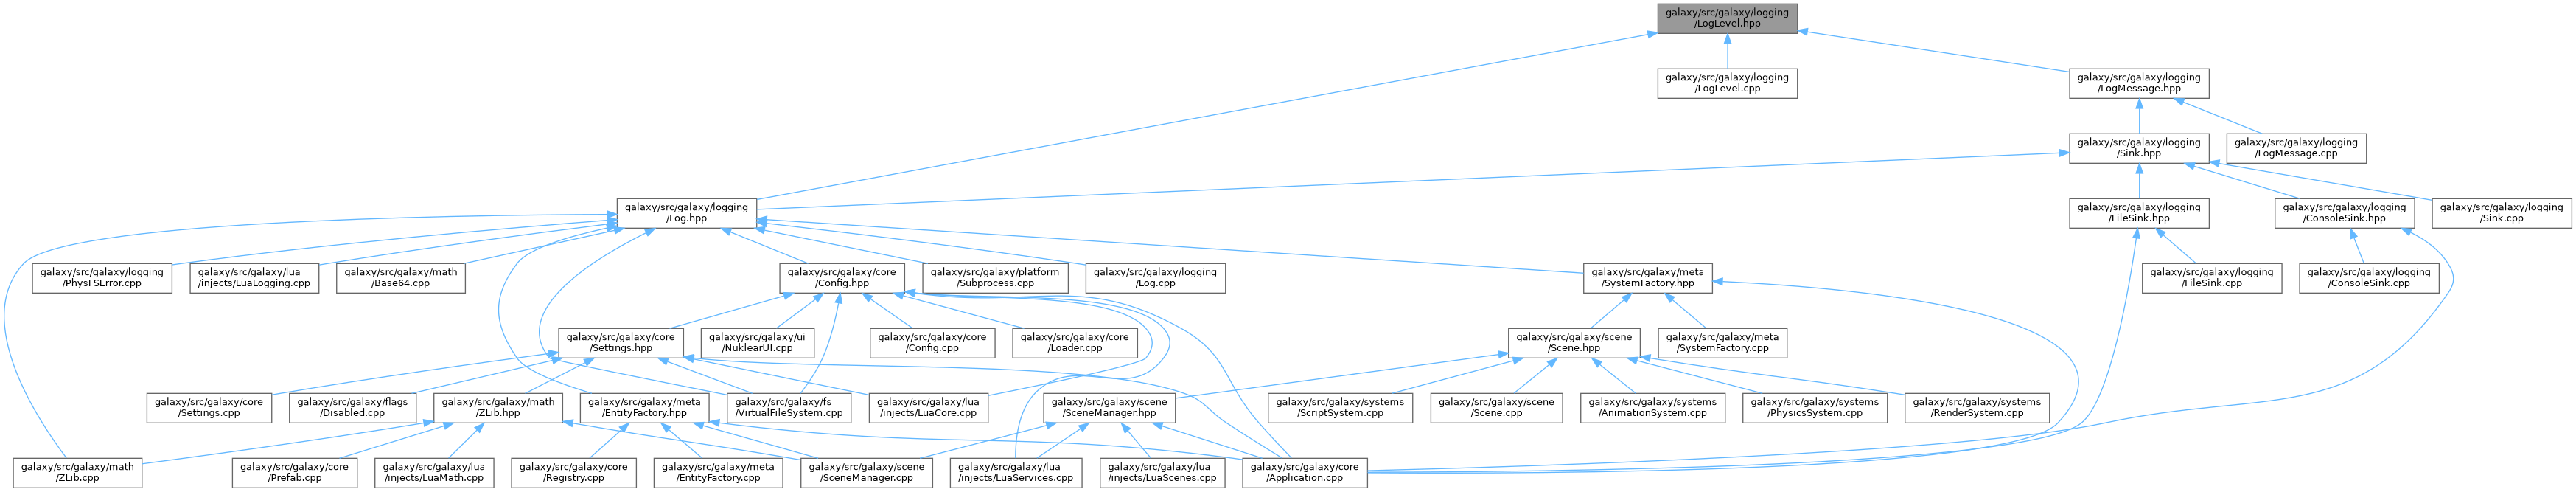 galaxy/src/galaxy/logging
/LogLevel.hpp
galaxy/src/galaxy/logging
/LogLevel.cpp
galaxy/src/galaxy/logging
/LogMessage.hpp
galaxy/src/galaxy/logging
/Sink.hpp
galaxy/src/galaxy/logging
/LogMessage.cpp
galaxy/src/galaxy/logging
/Log.hpp
galaxy/src/galaxy/logging
/FileSink.hpp
galaxy/src/galaxy/logging
/ConsoleSink.hpp
galaxy/src/galaxy/logging
/Sink.cpp
galaxy/src/galaxy/logging
/PhysFSError.cpp
galaxy/src/galaxy/lua
/injects/LuaLogging.cpp
galaxy/src/galaxy/math
/Base64.cpp
galaxy/src/galaxy/core
/Config.hpp
galaxy/src/galaxy/platform
/Subprocess.cpp
galaxy/src/galaxy/logging
/Log.cpp
galaxy/src/galaxy/meta
/SystemFactory.hpp
galaxy/src/galaxy/logging
/FileSink.cpp
galaxy/src/galaxy/logging
/ConsoleSink.cpp
galaxy/src/galaxy/core
/Settings.hpp
galaxy/src/galaxy/ui
/NuklearUI.cpp
galaxy/src/galaxy/core
/Config.cpp
galaxy/src/galaxy/core
/Loader.cpp
galaxy/src/galaxy/scene
/Scene.hpp
galaxy/src/galaxy/meta
/SystemFactory.cpp
galaxy/src/galaxy/core
/Settings.cpp
galaxy/src/galaxy/flags
/Disabled.cpp
galaxy/src/galaxy/math
/ZLib.hpp
galaxy/src/galaxy/meta
/EntityFactory.hpp
galaxy/src/galaxy/fs
/VirtualFileSystem.cpp
galaxy/src/galaxy/lua
/injects/LuaCore.cpp
galaxy/src/galaxy/scene
/SceneManager.hpp
galaxy/src/galaxy/systems
/ScriptSystem.cpp
galaxy/src/galaxy/scene
/Scene.cpp
galaxy/src/galaxy/systems
/AnimationSystem.cpp
galaxy/src/galaxy/systems
/PhysicsSystem.cpp
galaxy/src/galaxy/systems
/RenderSystem.cpp
galaxy/src/galaxy/math
/ZLib.cpp
galaxy/src/galaxy/core
/Prefab.cpp
galaxy/src/galaxy/lua
/injects/LuaMath.cpp
galaxy/src/galaxy/core
/Registry.cpp
galaxy/src/galaxy/meta
/EntityFactory.cpp
galaxy/src/galaxy/scene
/SceneManager.cpp
galaxy/src/galaxy/lua
/injects/LuaServices.cpp
galaxy/src/galaxy/lua
/injects/LuaScenes.cpp
galaxy/src/galaxy/core
/Application.cpp